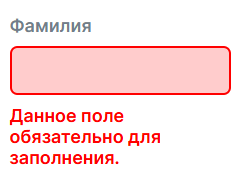 Фамилия
Данное поле
обязательно для
заполнения.